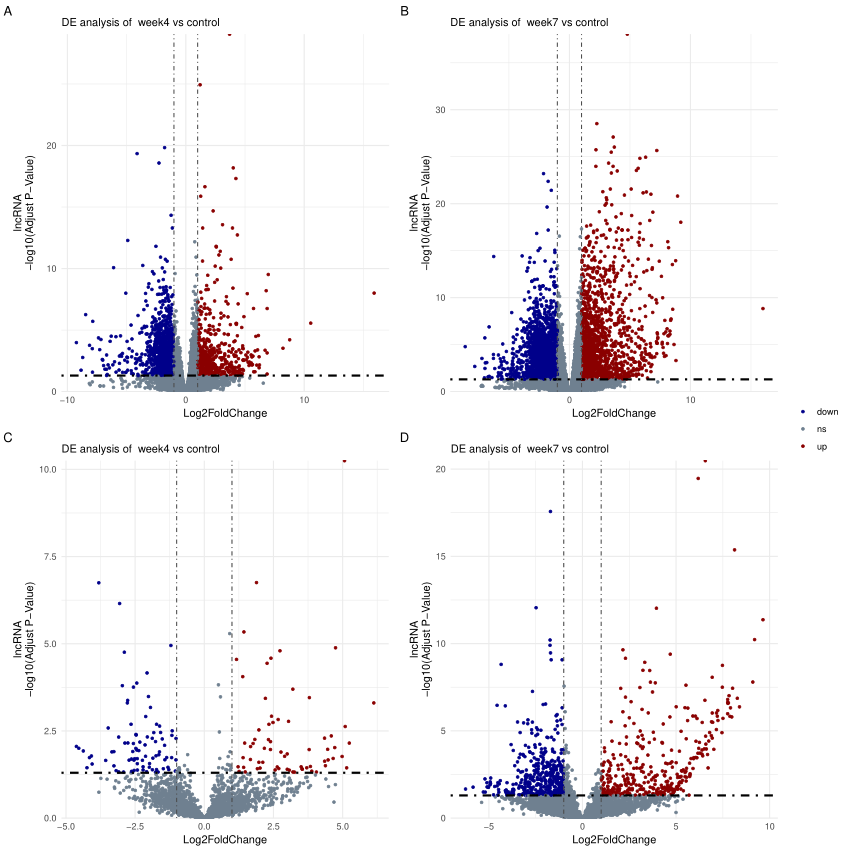 A
DE analysis of week4 vs control
lncRNA
−log10(Adjust P−Value)
20
10
0
−10
0
10
Log2FoldChange
B
DE analysis of week7 vs control
lncRNA
−log10(Adjust P−Value)
30
20
10
0
0
10
Log2FoldChange
down
ns
up
C
DE analysis of week4 vs control
lncRNA
−log10(Adjust P−Value)
10.0
7.5
5.0
2.5
0.0
−5.0
−2.5
0.0
2.5
5.0
Log2FoldChange
D
DE analysis of week7 vs control
lncRNA
−log10(Adjust P−Value)
20
15
10
5
0
−5
0
5
10
Log2FoldChange